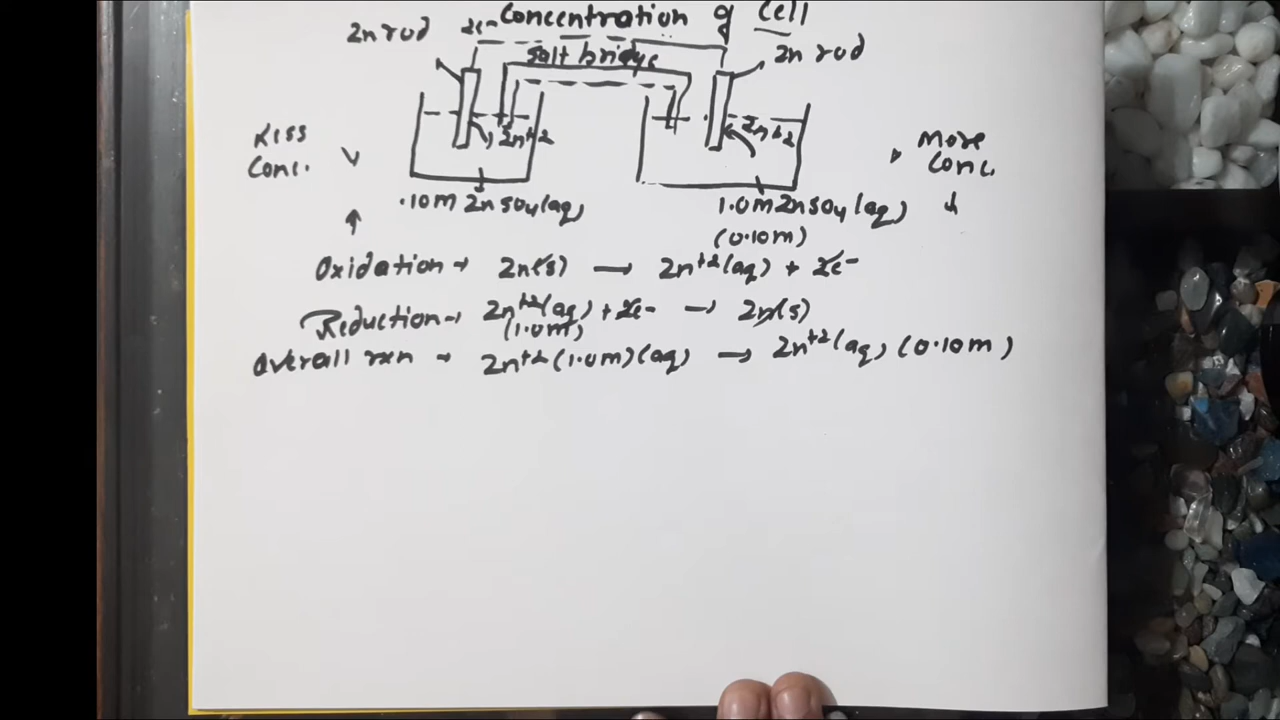 Concentration of Cell
Zn rod 2e-
salt bridge
Zn rod
Less
Conc.
Zn+2
Zn+2
More
Conc.
.10m ZnSO4(aq)
1.0m ZnSO4(aq)
(0.10m)
Oxidation → Zn(s) → Zn+2(aq) + 2e-
Reduction → Zn+2(aq) + 2e- → Zn(s)
(1.0m)
Overall rxn → Zn+2(1.0m)(aq) → Zn+2(aq) (0.10m)